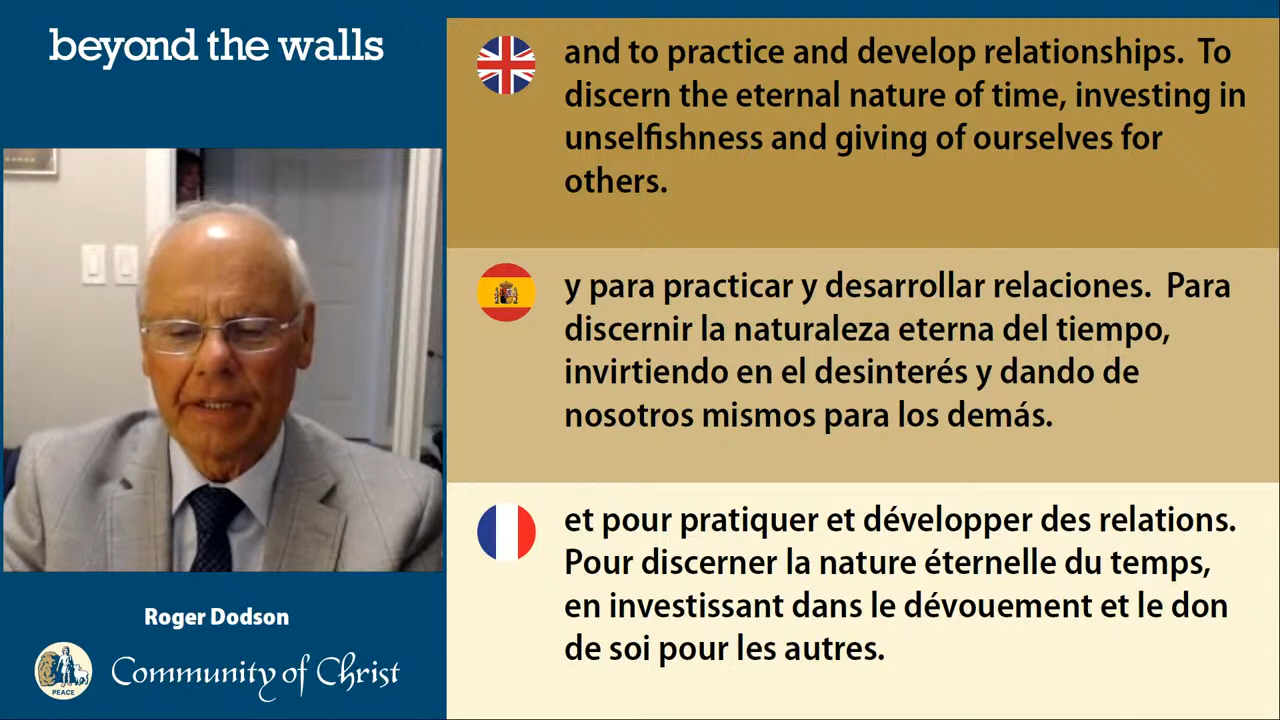 beyond the walls
and to practice and develop relationships.  To
discern the eternal nature of time, investing in
unselfishness and giving of ourselves for
others.
y para practicar y desarrollar relaciones.  Para
discernir la naturaleza eterna del tiempo,
invirtiendo en el desinterés y dando de
nosotros mismos para los demás.
et pour pratiquer et développer des relations.
Pour discerner la nature éternelle du temps,
en investissant dans le dévouement et le don
de soi pour les autres.
Roger Dodson
Community of Christ
PEACE